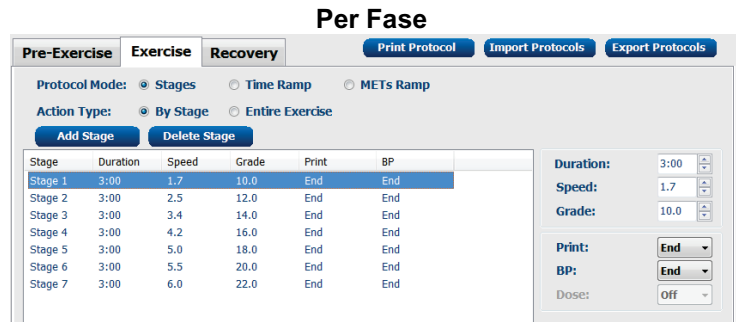 Per Fase
Pre-Exercise Exercise Recovery Print Protocol Import Protocols Export Protocols
Protocol Mode: Stages Time Ramp METs Ramp
Action Type: By Stage Entire Exercise
Add Stage Delete Stage
Stage Duration Speed Grade Print BP
Stage 1 3:00 1.7 10.0 End End
Stage 2 3:00 2.5 12.0 End End
Stage 3 3:00 3.4 14.0 End End
Stage 4 3:00 4.2 16.0 End End
Stage 5 3:00 5.0 18.0 End End
Stage 6 3:00 5.5 20.0 End End
Stage 7 3:00 6.0 22.0 End End
Duration: 3:00
Speed: 1.7
Grade: 10.0
Print: End
BP: End
Dose: Off